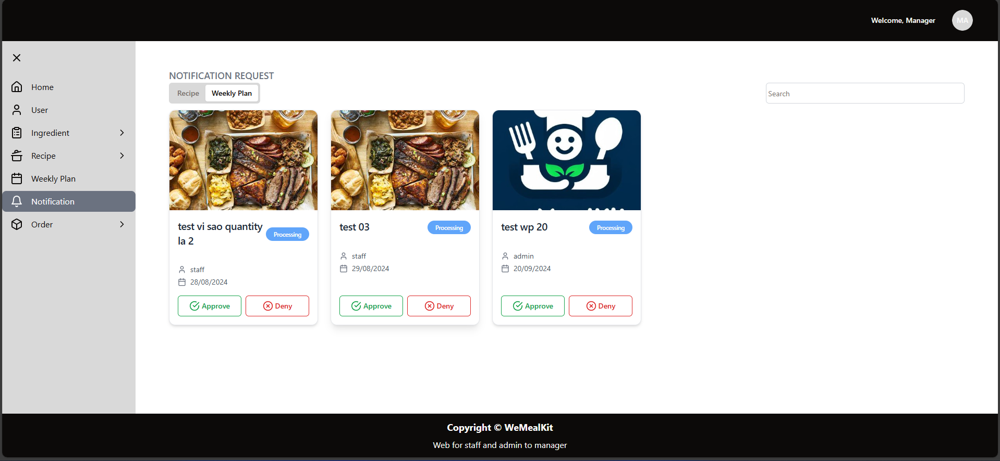 Welcome, Manager
MA
Home
User
Ingredient
Recipe
Weekly Plan
Notification
Order
NOTIFICATION REQUEST
Recipe
Weekly Plan
Search
test vi sao quantity
la 2
Processing
staff
28/08/2024
Approve
Deny
test 03
Processing
staff
29/08/2024
Approve
Deny
test wp 20
Processing
admin
20/09/2024
Approve
Deny
Copyright © WeMealKit
Web for staff and admin to manager